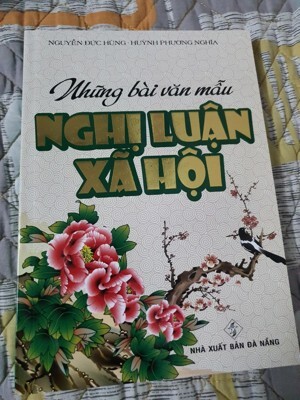 NGUYỄN ĐỨC HÙNG - HUỲNH PHƯƠNG NGHĨA
Những bài văn mẫu
NGHỊ LUẬN
XÃ HỘI
NHÀ XUẤT BẢN ĐÀ NẴNG